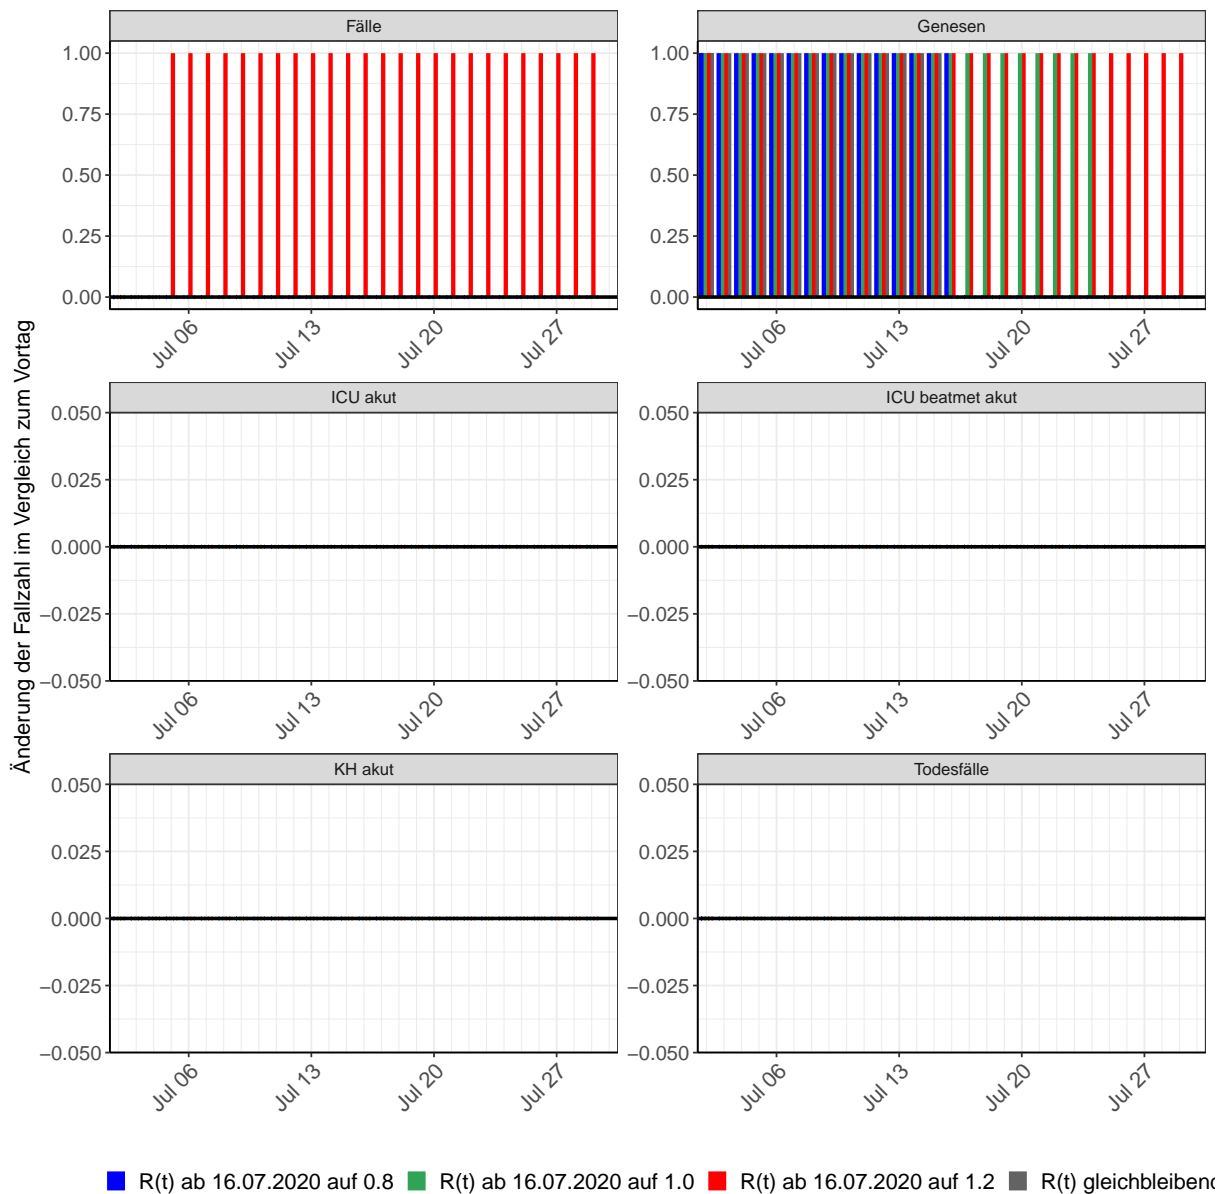 Fälle
Genesen
1.00
0.75
0.50
0.25
0.00
1.00
0.75
0.50
0.25
0.00
Jul 06
Jul 13
Jul 20
Jul 27
Jul 06
Jul 13
Jul 20
Jul 27
Änderung der Fallzahl im Vergleich zum Vortag
ICU akut
ICU beatmet akut
0.050
0.025
0.000
−0.025
−0.050
0.050
0.025
0.000
−0.025
−0.050
Jul 06
Jul 13
Jul 20
Jul 27
Jul 06
Jul 13
Jul 20
Jul 27
KH akut
Todesfälle
0.050
0.025
0.000
−0.025
−0.050
0.050
0.025
0.000
−0.025
−0.050
Jul 06
Jul 13
Jul 20
Jul 27
Jul 06
Jul 13
Jul 20
Jul 27
R(t) ab 16.07.2020 auf 0.8
R(t) ab 16.07.2020 auf 1.0
R(t) ab 16.07.2020 auf 1.2
R(t) gleichbleibend